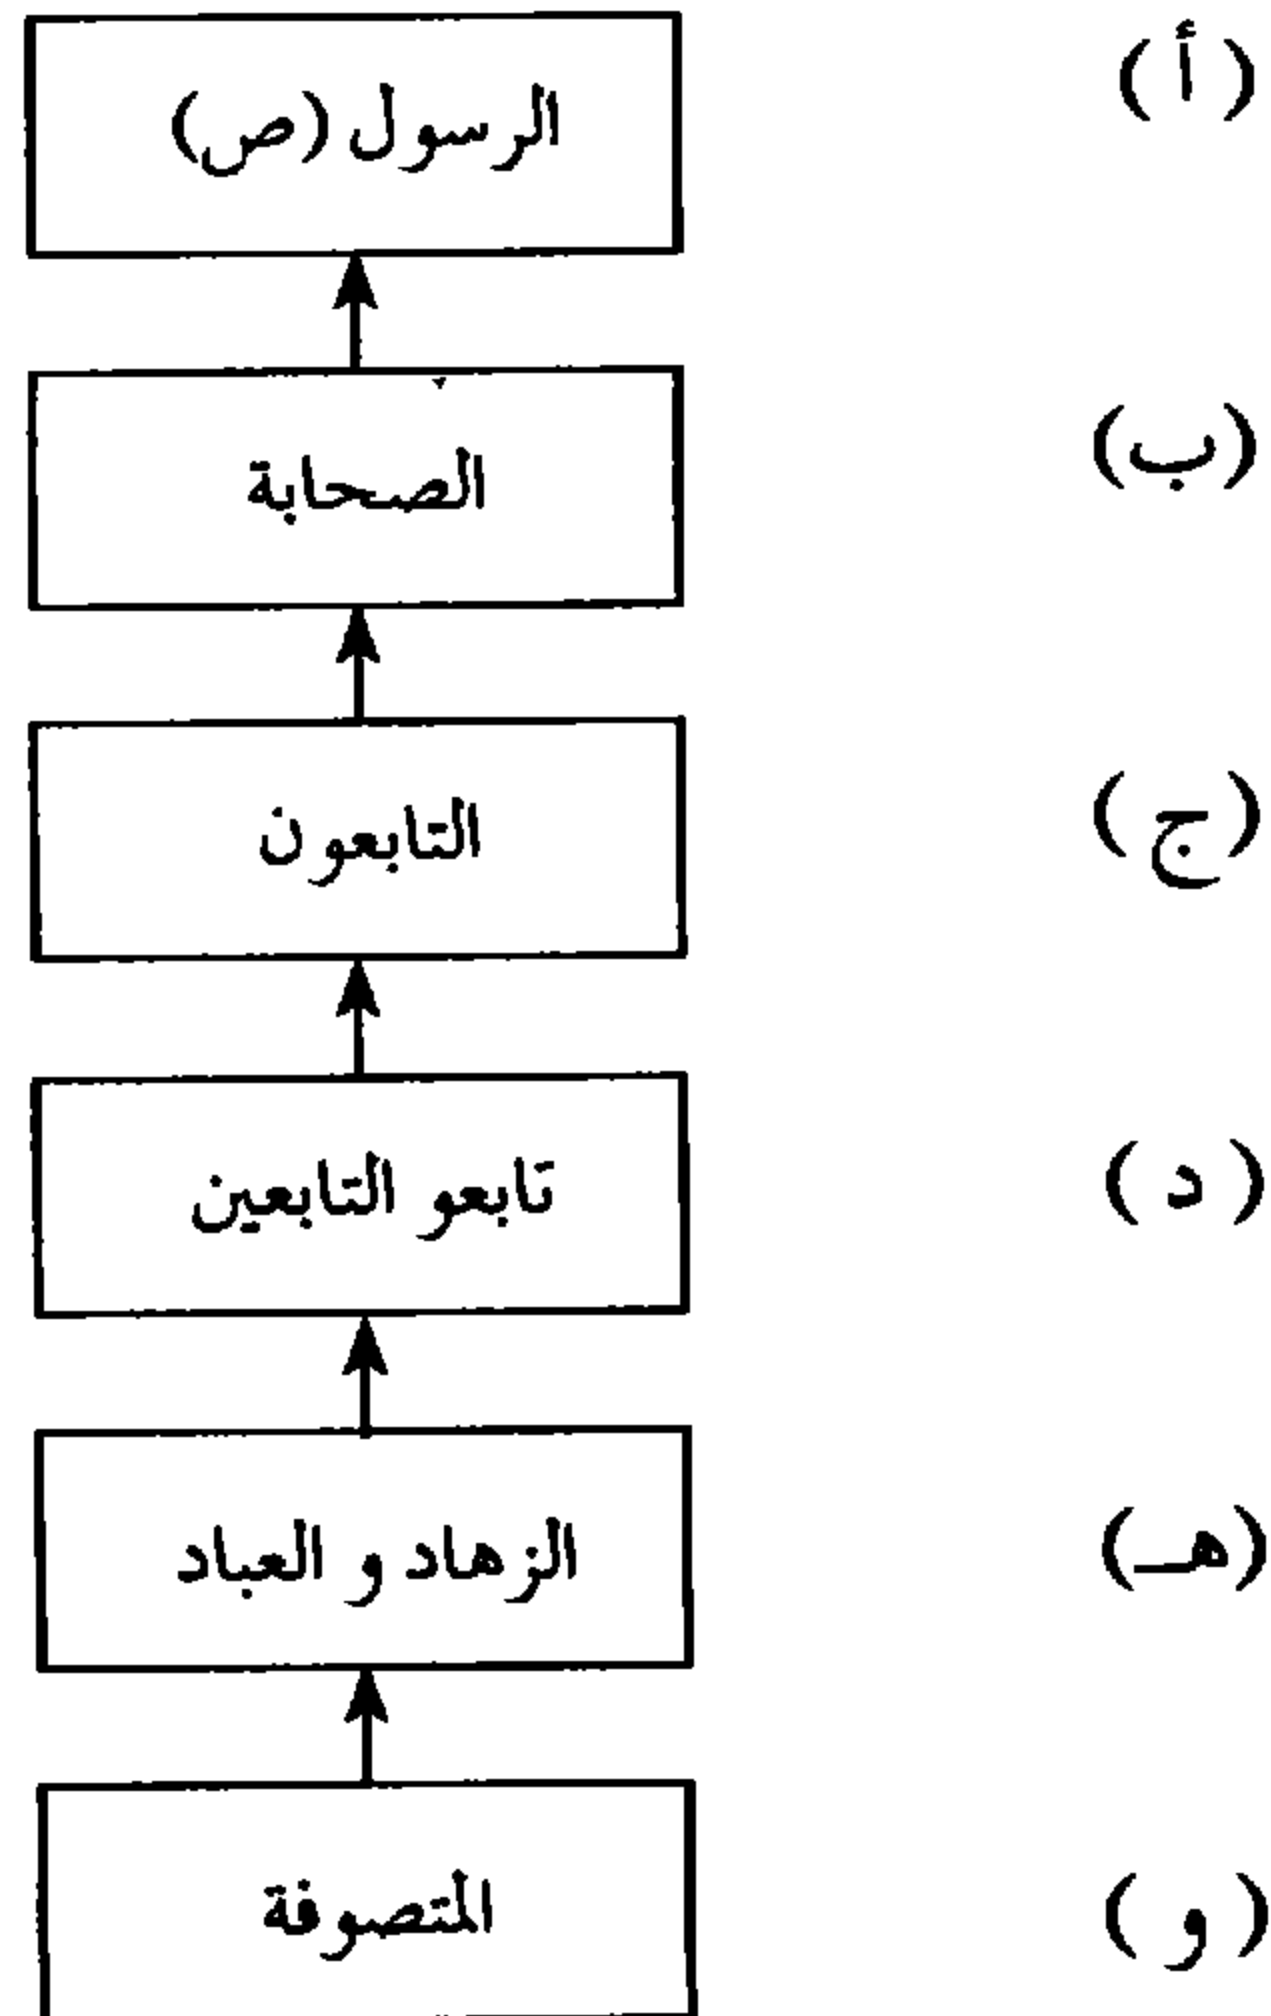 (أ) الرسول (ص)
(ب) الصحابة
(ج) التابعون
(د) تابعو التابعين
(هـ) الزهاد و العباد
(و) المتصوفة